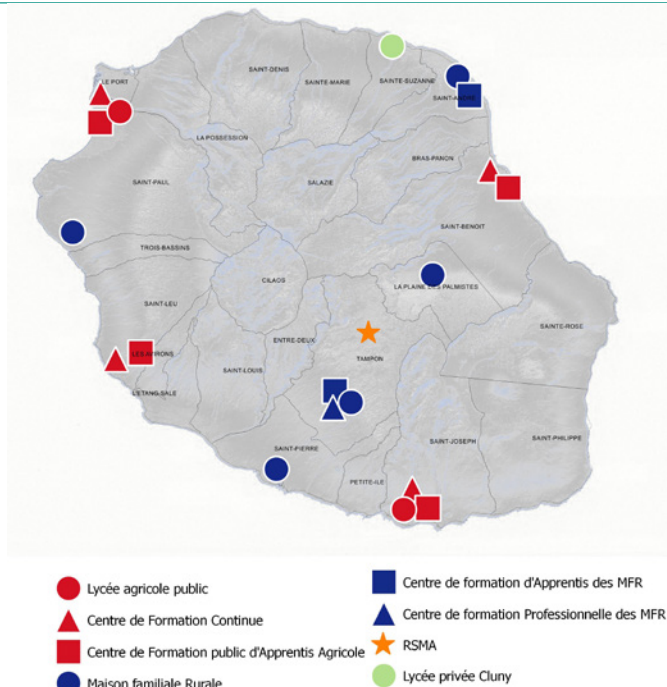 SAINT-DENIS
SAINTE-MARIE
SAINTE-SUZANNE
LE PORT
SAINT-ANDRE
LA POSSESSION
BRAS-PANON
SAINT-PAUL
SALAZIE
SAINT-BENOIT
TROIS-BASSINS
CILAOS
LA PLAINE DES PALMISTES
SAINT-LEU
SAINTE-ROSE
ENTRE-DEUX
LES AVIRONS
TAMPON
SAINT-LOUIS
L'ETANG-SALE
SAINT-JOSEPH
SAINT-PHILIPPE
SAINT-PIERRE
PETITE-ILE
Lycée agricole public
Centre de Formation Continue
Centre de Formation public d'Apprentis Agricole
Maison familiale Rurale
Centre de formation d'Apprentis des MFR
Centre de formation Professionnelle des MFR
RSMA
Lycée privée Cluny